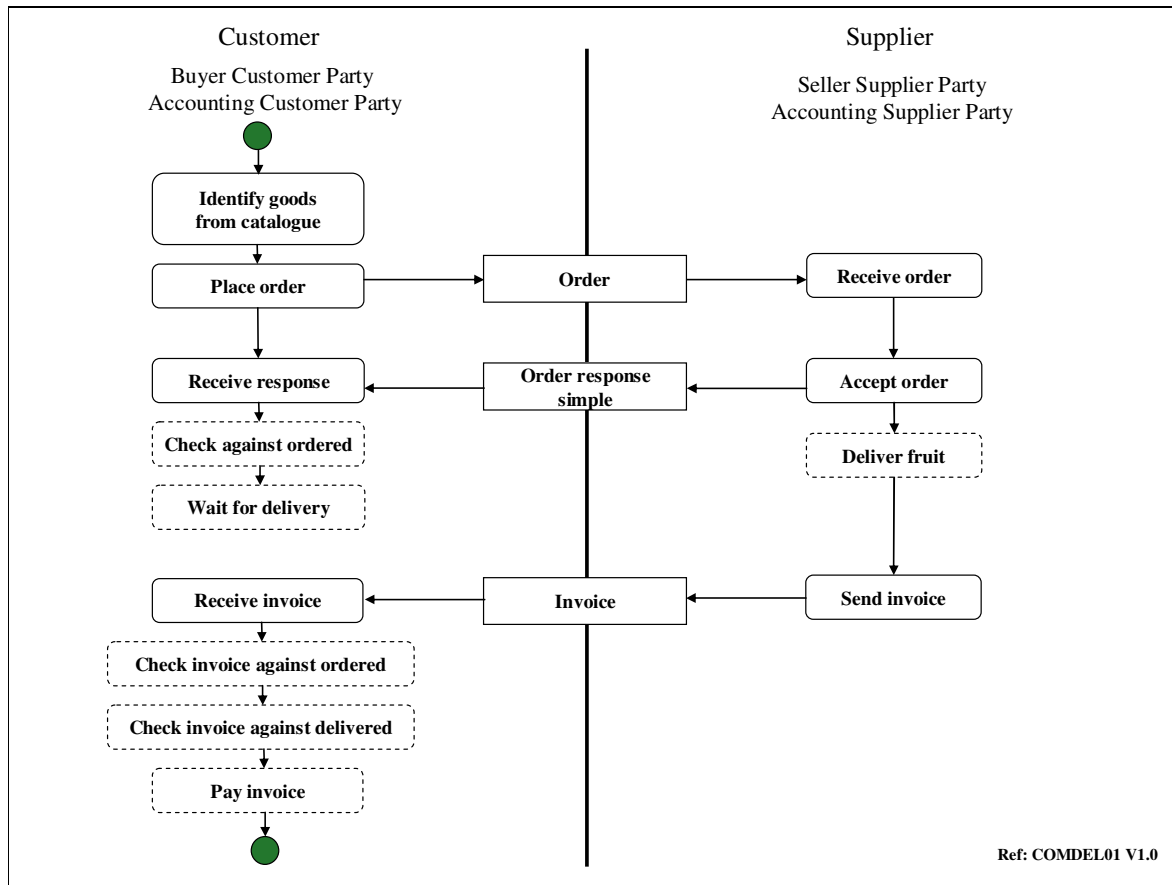 Customer
Supplier
Buyer Customer Party
Accounting Customer Party
Seller Supplier Party
Accounting Supplier Party
Identify goods
from catalogue
Place order
Order
Receive order
Receive response
Order response
simple
Accept order
Check against ordered
Deliver fruit
Wait for delivery
Receive invoice
Invoice
Send invoice
Check invoice against ordered
Check invoice against delivered
Pay invoice
Ref: COMDEL01 V1.0